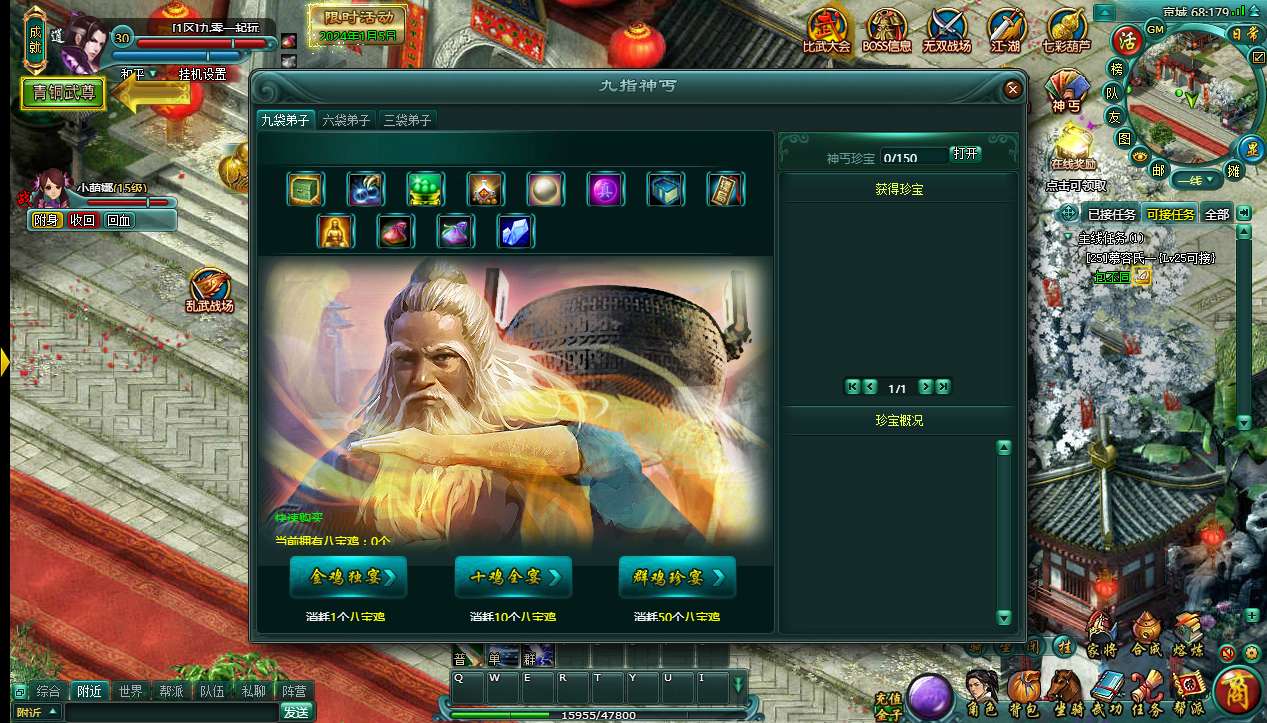 成就
道
[1区]九零一起玩
30
和平
挂机设置
青铜武尊
限时活动
2024年1月5月
比武大会
BOSS信息
无双战场
江·湖
七彩葫芦
京城 68:179
活
GM
日常
榜
队
友
图
邮
一线
摊
显
神丐
在线奖励
点击可领取
战
小萌娜(15级)
附身
收回
回血
乱武战场
九指神丐
九袋弟子
六袋弟子
三袋弟子
真
神丐珍宝
0/150
打开
获得珍宝
1/1
珍宝概况
快速购买
当前拥有八宝鸡：0个
金鸡独宴
十鸡全宴
群鸡珍宴
消耗1个八宝鸡
消耗10个八宝鸡
消耗50个八宝鸡
已接任务
可接任务
全部
主线任务(1)
[25]慕容氏一{Lv25可接}
包不同
综合
附近
世界
帮派
队伍
私聊
阵营
附近
发送
普
单
群
Q
W
E
R
T
Y
U
I
15955/47800
挂
家将
合成
熔炼
充值
金子
角色
背包
坐骑
武功
任务
帮派
商